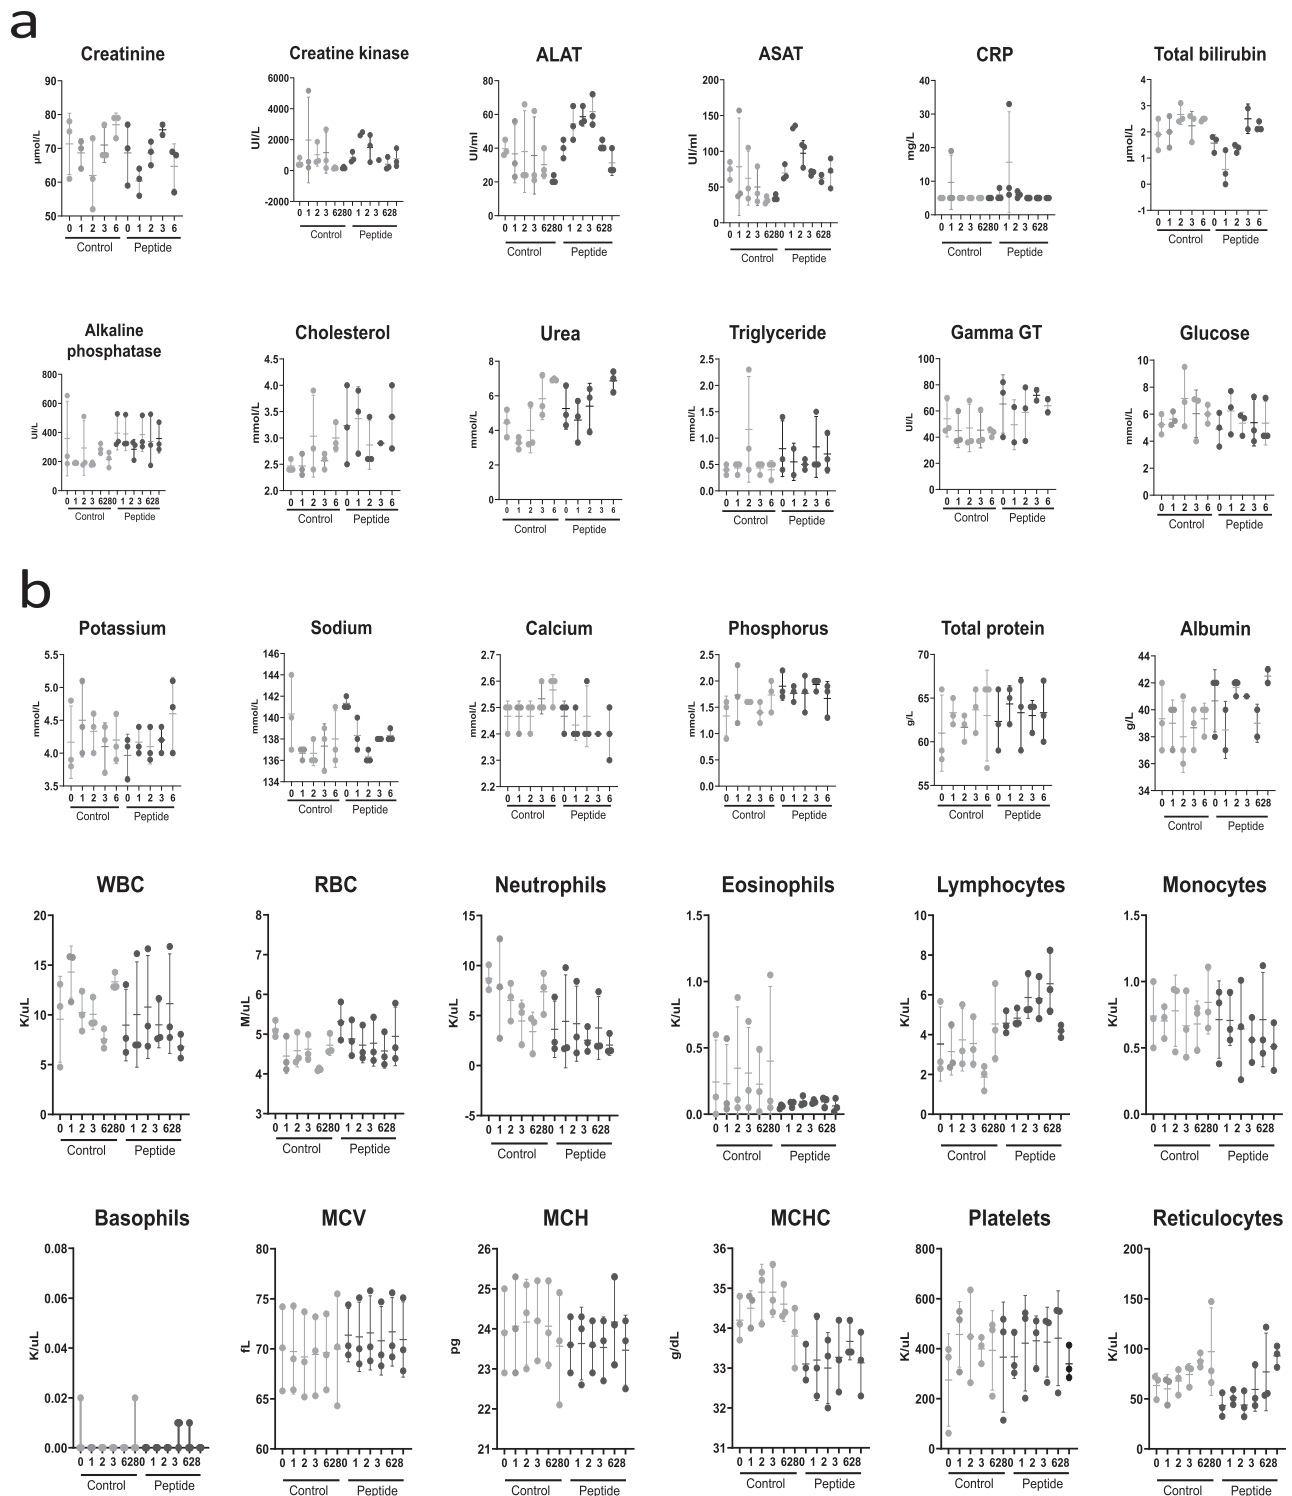 a
Creatinine Creatine kinase ALAT ASAT CRP Total bilirubin
90 80 70 60 50
µmol/L
0 1 2 3 6 0 1 2 3 6
Control Peptide
6000 4000 2000 0 -2000
UI/L
0 1 2 3 6280 1 2 3 628
Control Peptide
80 60 40 20 0
UI/ml
0 1 2 3 6280 1 2 3 628
Control Peptide
200 150 100 50 0
UI/ml
0 1 2 3 6280 1 2 3 628
Control Peptide
40 30 20 10 0
mg/L
0 1 2 3 6280 1 2 3 628
Control Peptide
4 3 2 1 0 -1
µmol/L
0 1 2 3 6 0 1 2 3 6
Control Peptide
Alkaline
phosphatase
Cholesterol Urea Triglyceride Gamma GT Glucose
800 600 400 200 0
UI/L
0 1 2 3 6280 1 2 3 628
Control Peptide
4.5 4.0 3.5 3.0 2.5 2.0
mmol/L
0 1 2 3 6 0 1 2 3 6
Control Peptide
8 6 4 2 0
mmol/L
0 1 2 3 6 0 1 2 3 6
Control Peptide
2.5 2.0 1.5 1.0 0.5 0.0
mmol/L
0 1 2 3 6 0 1 2 3 6
Control Peptide
100 80 60 40 20 0
UI/L
0 1 2 3 6 0 1 2 3 6
Control Peptide
10 8 6 4 2 0
mmol/L
0 1 2 3 6 0 1 2 3 6
Control Peptide
b
Potassium Sodium Calcium Phosphorus Total protein Albumin
5.5 5.0 4.5 4.0 3.5
mmol/L
0 1 2 3 6 0 1 2 3 6
Control Peptide
146 144 142 140 138 136 134
mmol/L
0 1 2 3 6 0 1 2 3 6
Control Peptide
2.7 2.6 2.5 2.4 2.3 2.2
mmol/L
0 1 2 3 6 0 1 2 3 6
Control Peptide
2.5 2.0 1.5 1.0 0.5 0.0
mmol/L
0 1 2 3 6 0 1 2 3 6
Control Peptide
70 65 60 55
g/L
0 1 2 3 6 0 1 2 3 6
Control Peptide
44 42 40 38 36 34
g/L
0 1 2 3 6 0 1 2 3 628
Control Peptide
WBC RBC Neutrophils Eosinophils Lymphocytes Monocytes
20 15 10 5 0
K/uL
0 1 2 3 6280 1 2 3 628
Control Peptide
8 7 6 5 4 3
M/uL
0 1 2 3 6280 1 2 3 628
Control Peptide
15 10 5 0 -5
K/uL
0 1 2 3 6280 1 2 3 628
Control Peptide
1.5 1.0 0.5 0.0
K/uL
0 1 2 3 6280 1 2 3 628
Control Peptide
10 8 6 4 2 0
K/uL
0 1 2 3 6280 1 2 3 628
Control Peptide
1.5 1.0 0.5 0.0
K/uL
0 1 2 3 6280 1 2 3 628
Control Peptide
Basophils MCV MCH MCHC Platelets Reticulocytes
0.08 0.06 0.04 0.02 0.00
K/uL
0 1 2 3 6280 1 2 3 628
Control Peptide
80 75 70 65 60
fL
0 1 2 3 6280 1 2 3 628
Control Peptide
26 25 24 23 22 21
pg
0 1 2 3 6280 1 2 3 628
Control Peptide
36 35 34 33 32 31
g/dL
0 1 2 3 6280 1 2 3 628
Control Peptide
800 600 400 200 0
K/uL
0 1 2 3 6280 1 2 3 628
Control Peptide
200 150 100 50 0
K/uL
0 1 2 3 6280 1 2 3 628
Control Peptide